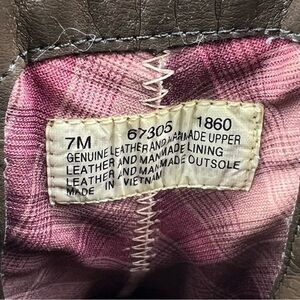 7M 67305 1860
GENUINE LEATHER AND MANMADE UPPER
LEATHER AND MANMADE LINING
LEATHER AND MANMADE OUTSOLE
MADE IN VIETNAM